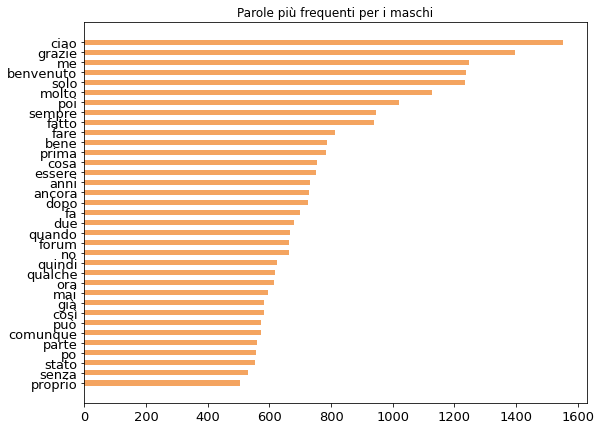 Parole più frequenti per i maschi
ciao
grazie
me
benvenuto
solo
molto
poi
sempre
fatto
fare
bene
prima
cosa
essere
anni
ancora
dopo
fa
due
quando
forum
no
quindi
qualche
ora
mai
già
così
può
comunque
parte
po
stato
senza
proprio
0 200 400 600 800 1000 1200 1400 1600